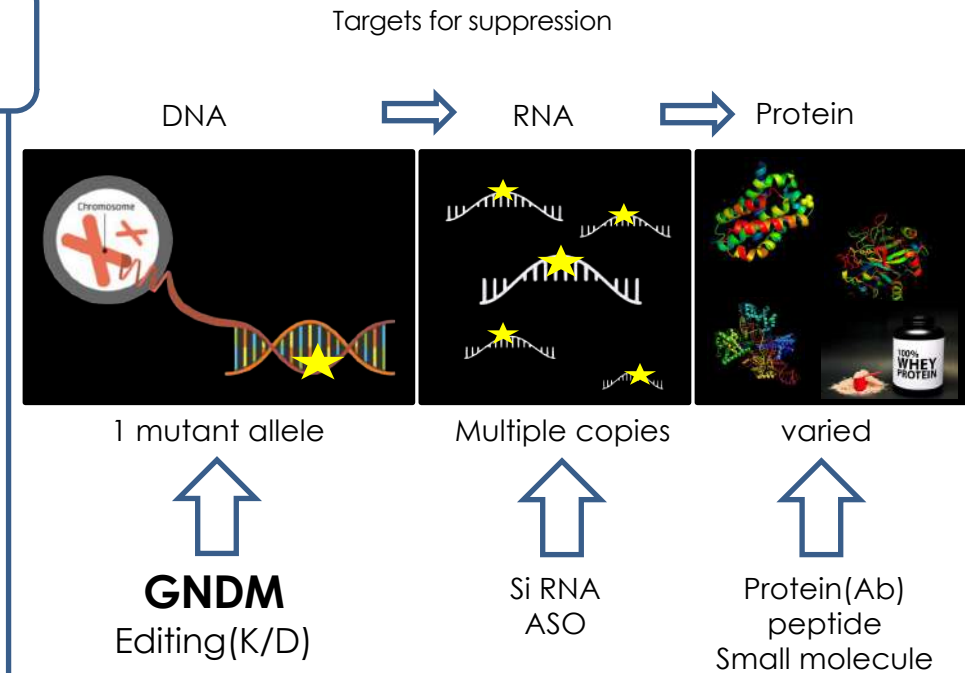 Targets for suppression
DNA
RNA
Protein
Chromosome
100%
WHEY
PROTEIN
1 mutant allele
Multiple copies
varied
GNDM
Editing(K/D)
Si RNA
ASO
Protein(Ab)
peptide
Small molecule